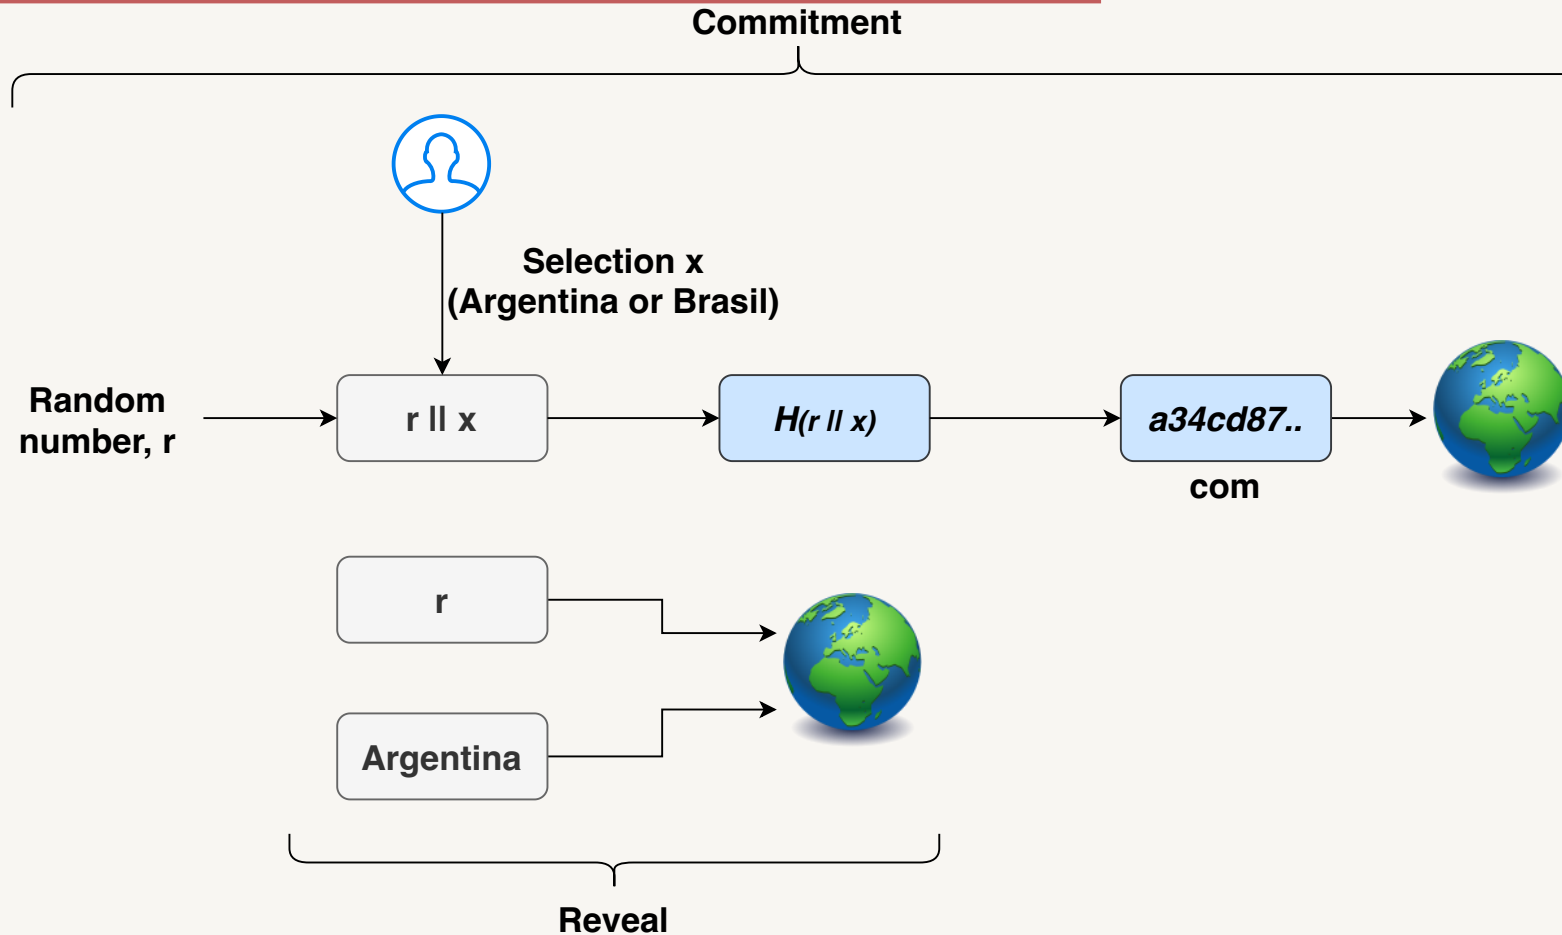 Commitment
Selection x
(Argentina or Brasil)
Random
number, r
r || x
H(r || x)
a34cd87..
com
r
Argentina
Reveal